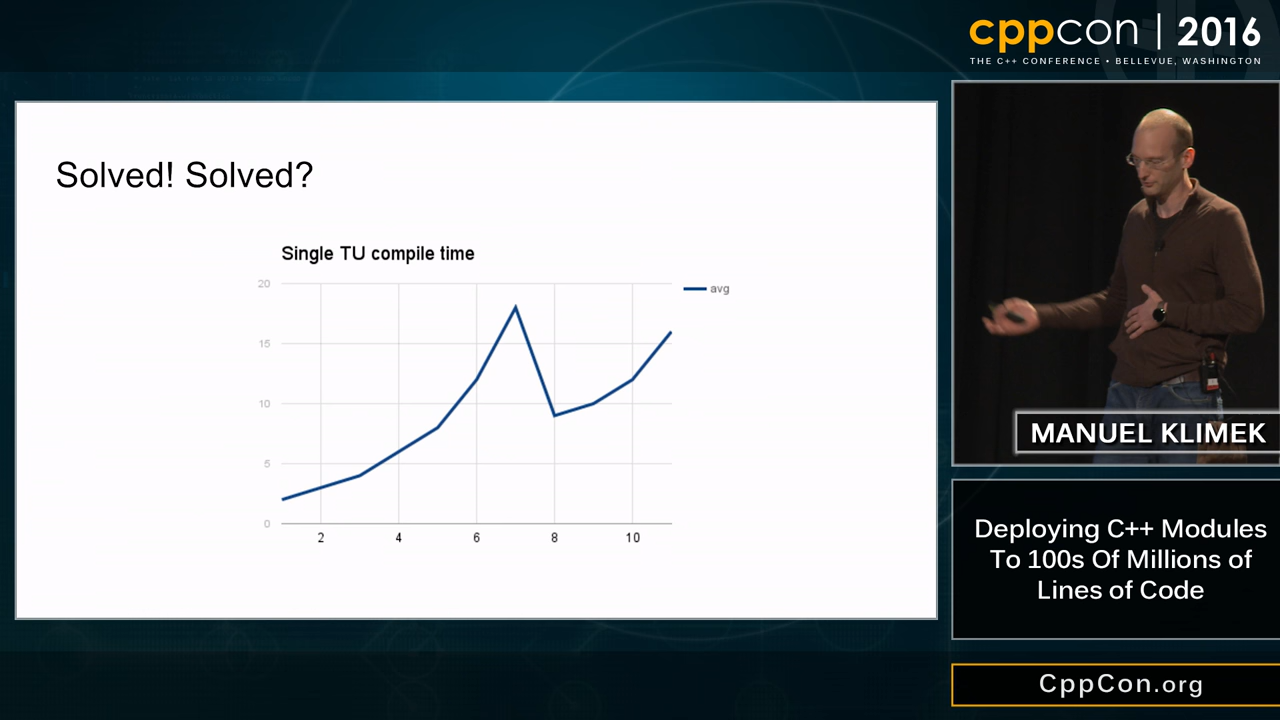 cppcon | 2016
THE C++ CONFERENCE • BELLEVUE, WASHINGTON
Solved! Solved?
Single TU compile time
20
15
10
5
0
2 4 6 8 10
avg
MANUEL KLIMEK
Deploying C++ Modules
To 100s Of Millions of
Lines of Code
CppCon.org